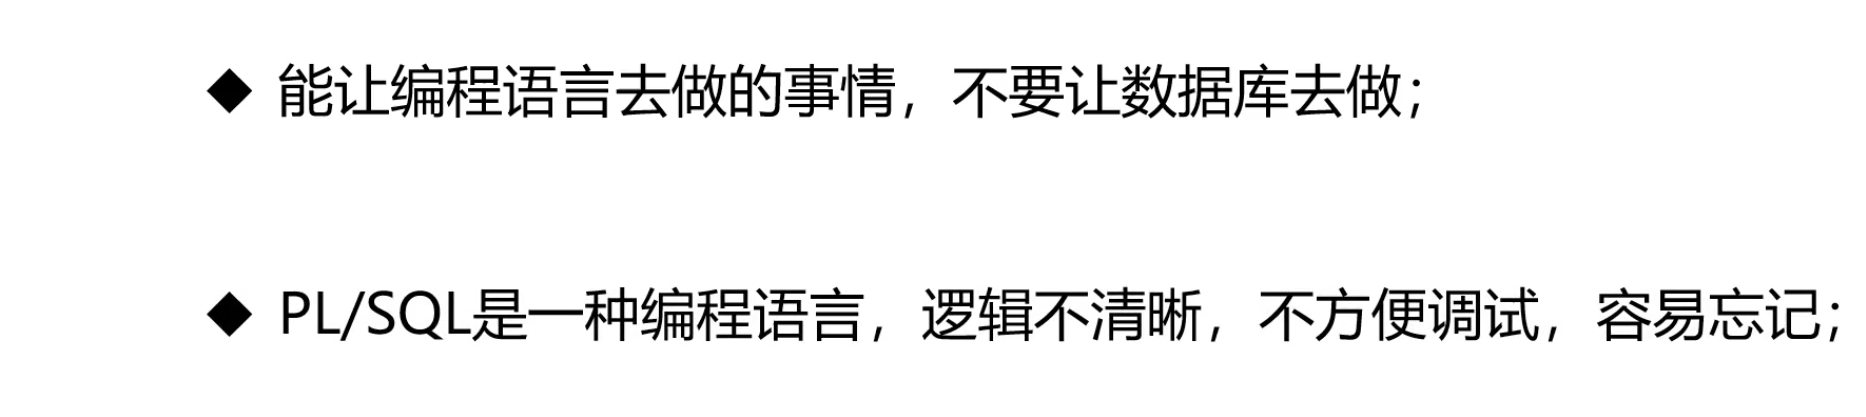 ◆ 能让编程语言去做的事情，不要让数据库去做；
◆ PL/SQL是一种编程语言，逻辑不清晰，不方便调试，容易忘记；